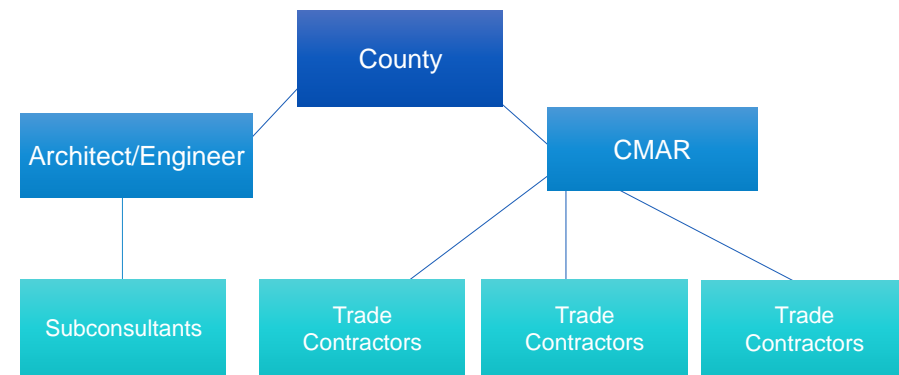 County
Architect/Engineer
CMAR
Subconsultants
Trade
Contractors
Trade
Contractors
Trade
Contractors